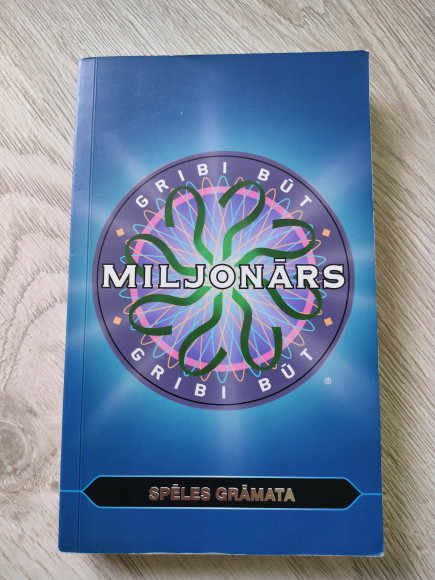 GRIBI BŪT
MILJONĀRS
GRIBI BŪT
®
SPĒLES GRĀMATA